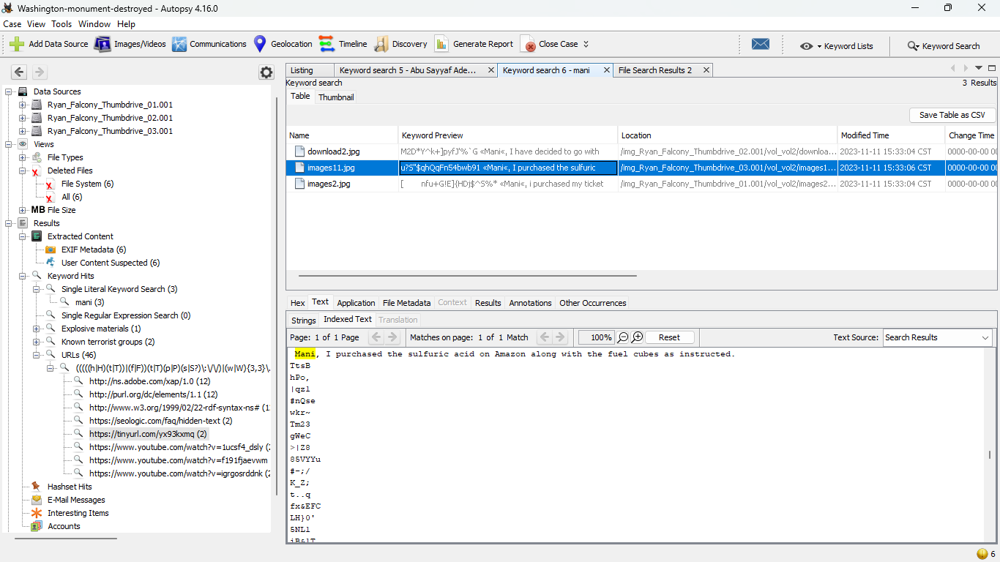 Washington-monument-destroyed - Autopsy 4.16.0
Case View Tools Window Help
Add Data Source Images/Videos Communications Geolocation Timeline Discovery Generate Report Close Case Keyword Lists Keyword Search
Data Sources
Ryan_Falcony_Thumbdrive_01.001
Ryan_Falcony_Thumbdrive_02.001
Ryan_Falcony_Thumbdrive_03.001
Views
File Types
Deleted Files
File System (6)
All (6)
MB File Size
Results
Extracted Content
EXIF Metadata (6)
User Content Suspected (6)
Keyword Hits
Single Literal Keyword Search (3)
mani (3)
Single Regular Expression Search (0)
Explosive materials (1)
Known terrorist groups (2)
URLs (46)
(((((h|H)(t|T))|(f|F))(t|T)(p|P)(s|S?)\:\/\/)|(w|W){3,3}\.
http://ns.adobe.com/xap/1.0 (12)
http://purl.org/dc/elements/1.1 (12)
http://www.w3.org/1999/02/22-rdf-syntax-ns# (1
https://seologic.com/faq/hidden-text (2)
https://tinyurl.com/yx93kxmq (2)
https://www.youtube.com/watch?v=1ucsf4_dsly (2
https://www.youtube.com/watch?v=f191fjaevwm
https://www.youtube.com/watch?v=igrgosrddnk (2
Hashset Hits
E-Mail Messages
Interesting Items
Accounts
Listing Keyword search 5 - Abu Sayyaf Ade... Keyword search 6 - mani File Search Results 2
Keyword search 3 Results
Table Thumbnail
Save Table as CSV
Name Keyword Preview Location Modified Time Change Time
download2.jpg M2D*Y^k+]pyfJ'%`G «Mani«, I have decided to go with /img_Ryan_Falcony_Thumbdrive_02.001/vol_vol2/downloa... 2023-11-11 15:33:04 CST 0000-00-00 00
images11.jpg u?S"$qhQqFn54bwb91 «Mani«, I purchased the sulfuric /img_Ryan_Falcony_Thumbdrive_03.001/vol_vol2/images1... 2023-11-11 15:33:06 CST 0000-00-00 00
images2.jpg [ nfu+G!E]{HDj$^S%* «Mani«, i purchased my ticket /img_Ryan_Falcony_Thumbdrive_01.001/vol_vol2/images2... 2023-11-11 15:33:04 CST 0000-00-00 00
Hex Text Application File Metadata Context Results Annotations Other Occurrences
Strings Indexed Text Translation
Page: 1 of 1 Page Matches on page: 1 of 1 Match 100% Reset Text Source: Search Results
Mani, I purchased the sulfuric acid on Amazon along with the fuel cubes as instructed.
TtsB
hPo,
|qzl
#nQse
wkr~
Tm23
gWeC
>|Z8
85VYYu
#-;/
K_Z;
t..q
fx&EFC
LH}0'
5NL1
iB&lT
6